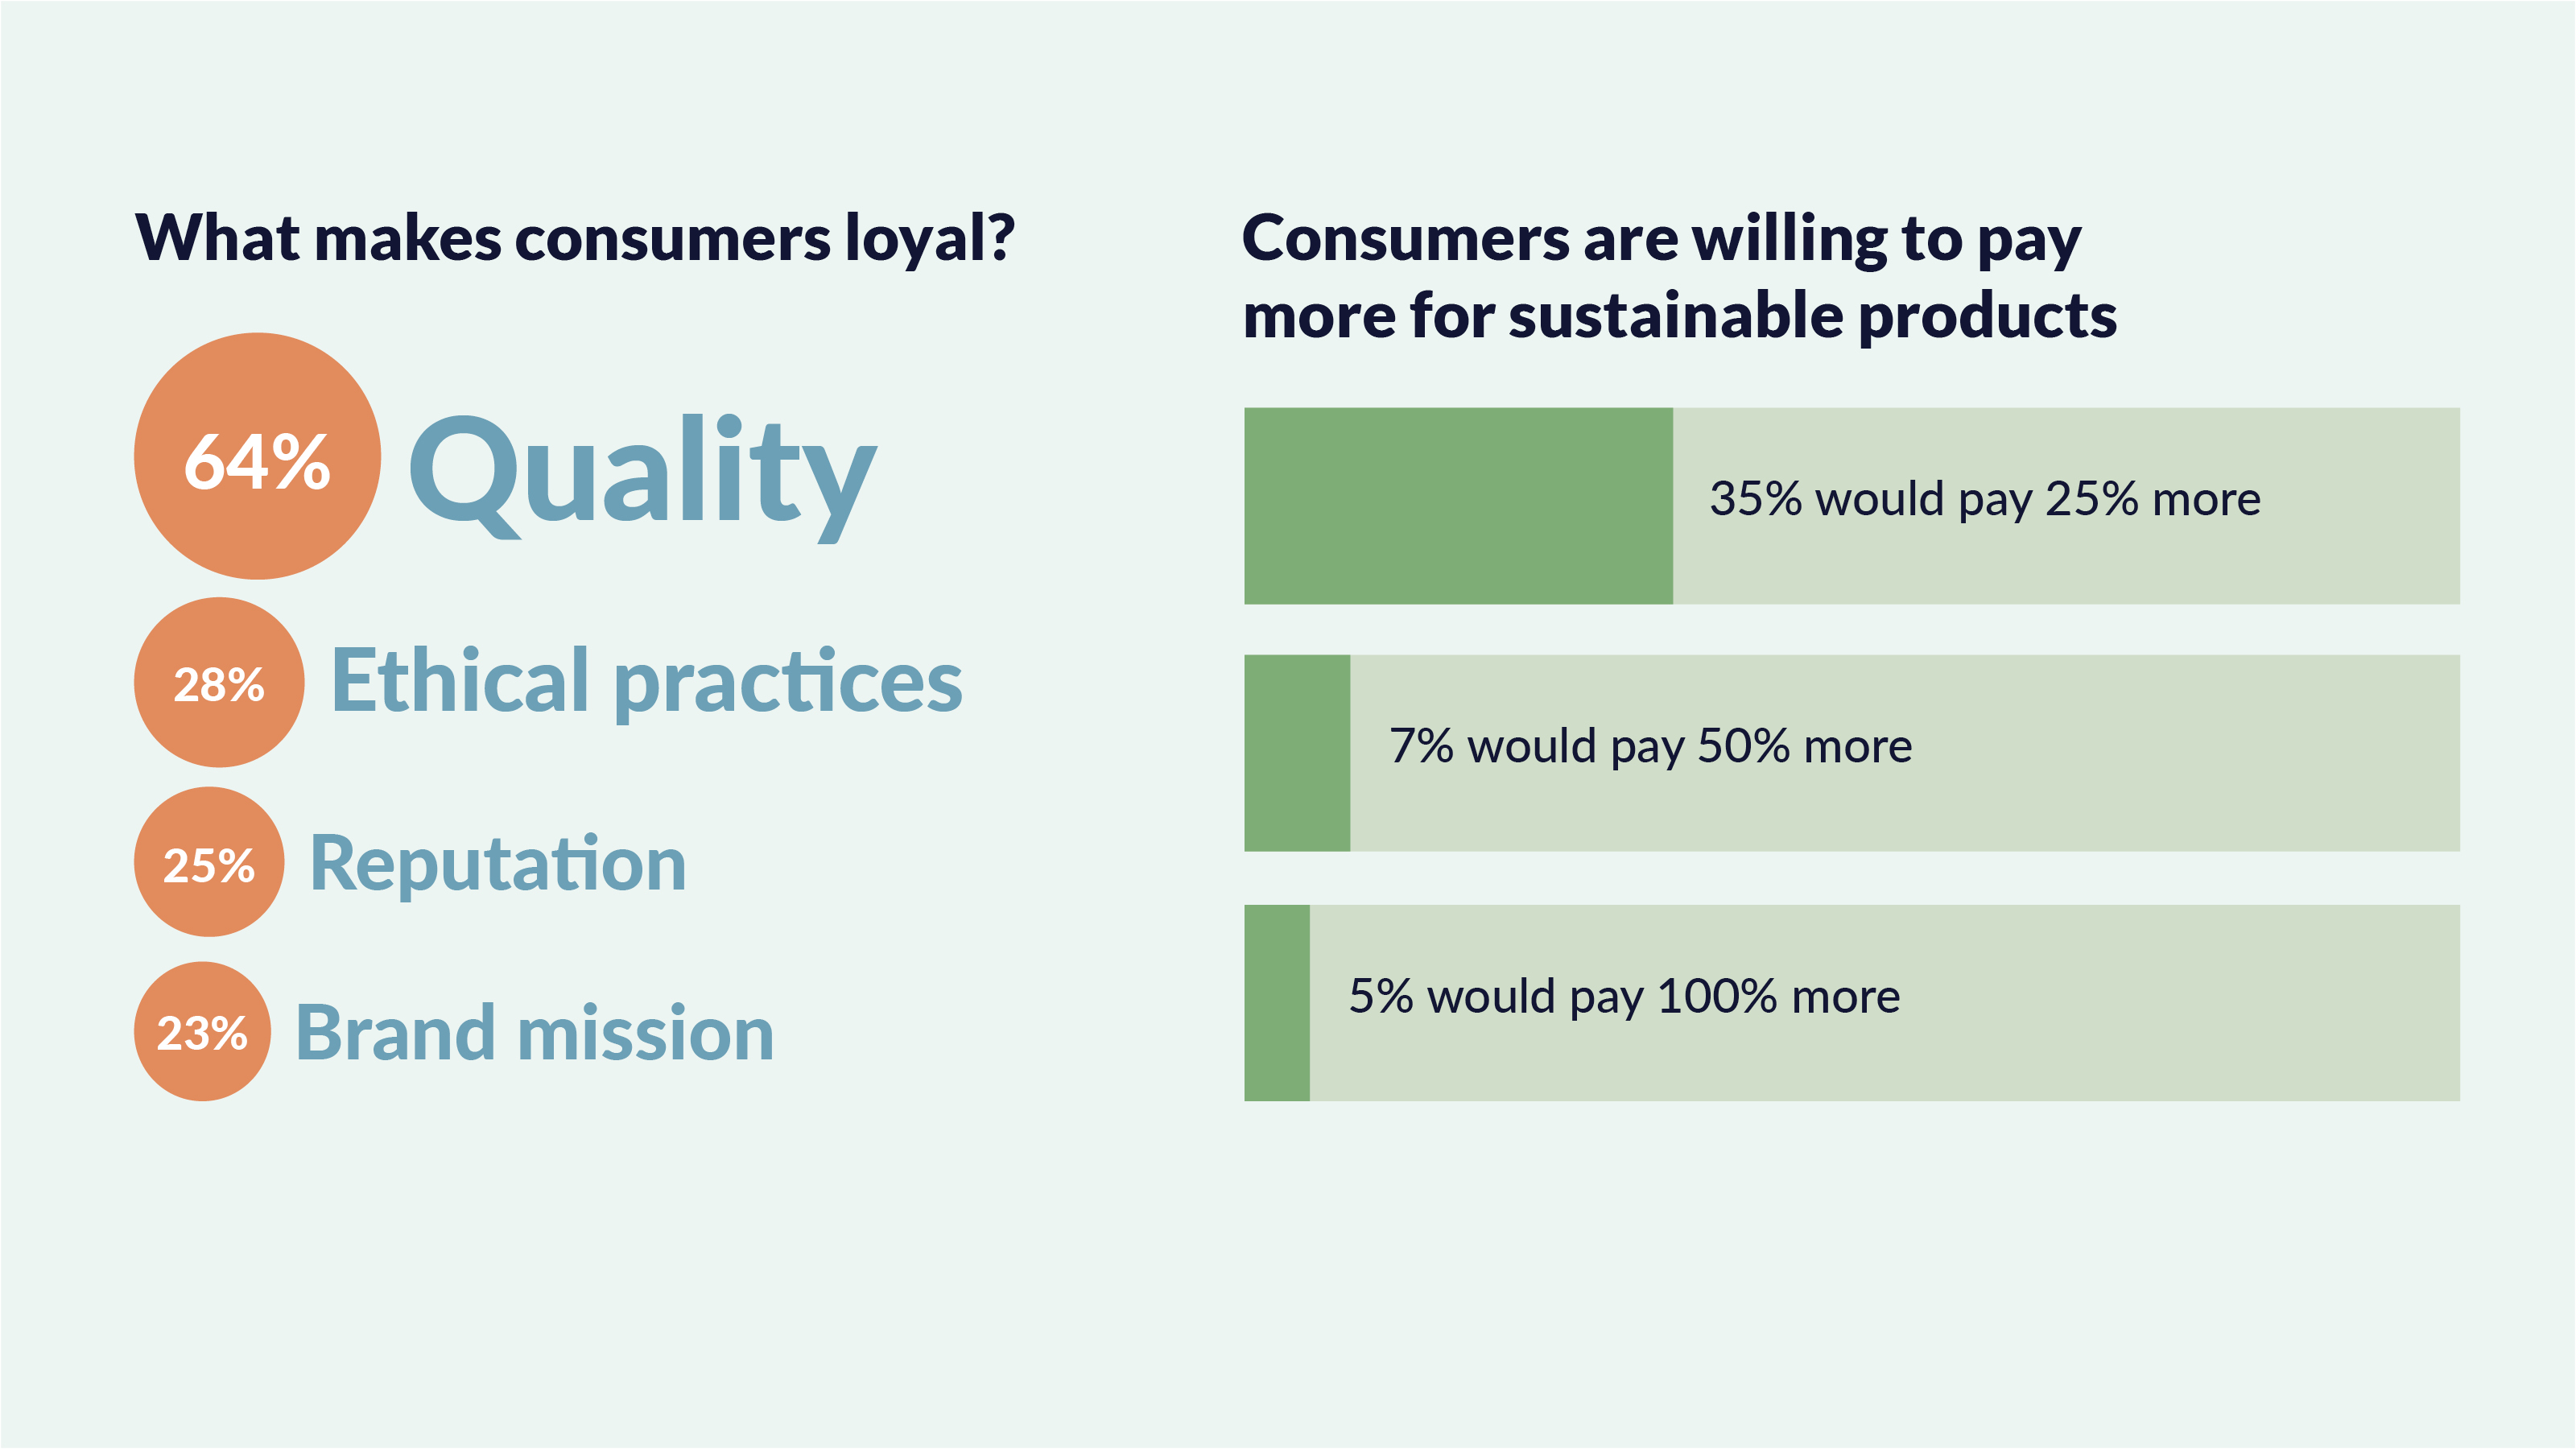 What makes consumers loyal?
64%
Quality
28%
Ethical practices
25%
Reputation
23%
Brand mission
Consumers are willing to pay
more for sustainable products
35% would pay 25% more
7% would pay 50% more
5% would pay 100% more